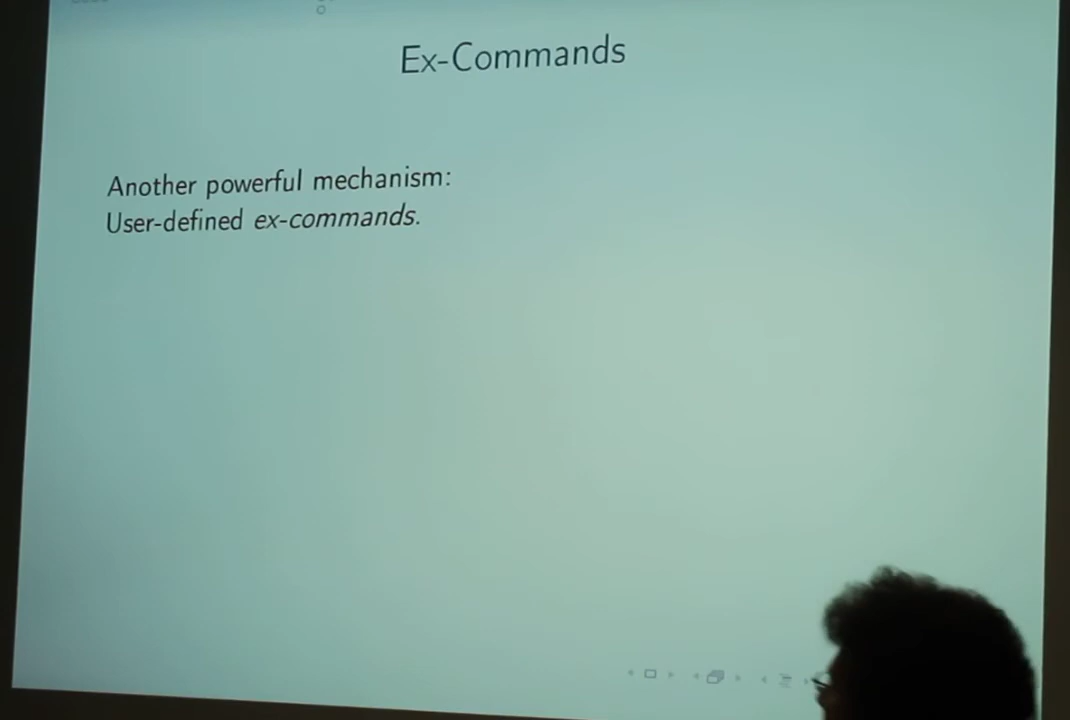 Ex-Commands
Another powerful mechanism:
User-defined ex-commands.